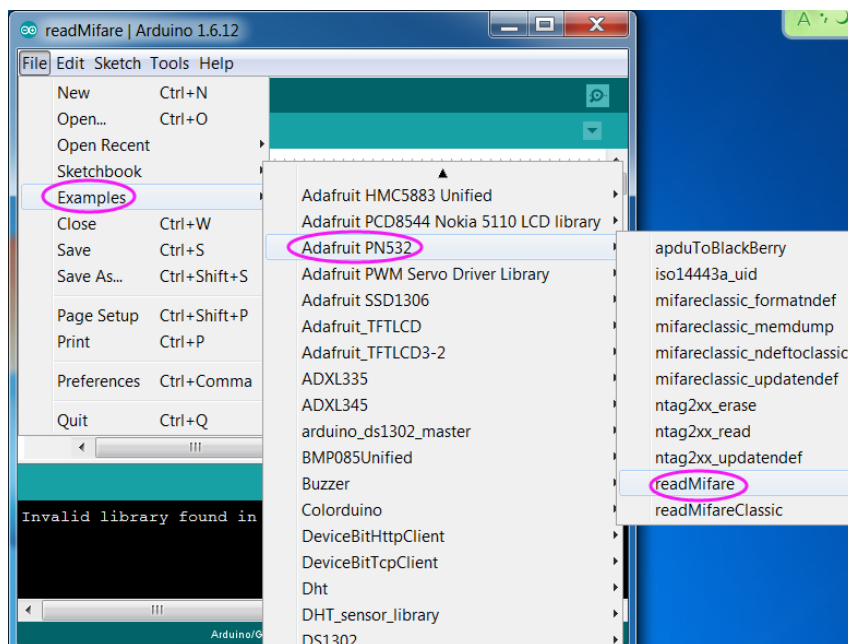 readMifare | Arduino 1.6.12
File Edit Sketch Tools Help
New Ctrl+N
Open... Ctrl+O
Open Recent
Sketchbook
Examples
Close Ctrl+W
Save Ctrl+S
Save As... Ctrl+Shift+S
Page Setup Ctrl+Shift+P
Print Ctrl+P
Preferences Ctrl+Comma
Quit Ctrl+Q
Adafruit HMC5883 Unified
Adafruit PCD8544 Nokia 5110 LCD library
Adafruit PN532
Adafruit PWM Servo Driver Library
Adafruit SSD1306
Adafruit_TFTLCD
Adafruit_TFTLCD3-2
ADXL335
ADXL345
arduino_ds1302_master
BMP085Unified
Buzzer
Colorduino
DeviceBitHttpClient
DeviceBitTcpClient
Dht
DHT_sensor_library
DS1302
apduToBlackBerry
iso14443a_uid
mifareclassic_formatndef
mifareclassic_memdump
mifareclassic_ndeftoclassic
mifareclassic_updatendef
ntag2xx_erase
ntag2xx_read
ntag2xx_updatendef
readMifare
readMifareClassic
Invalid library found in
Arduino/G
A